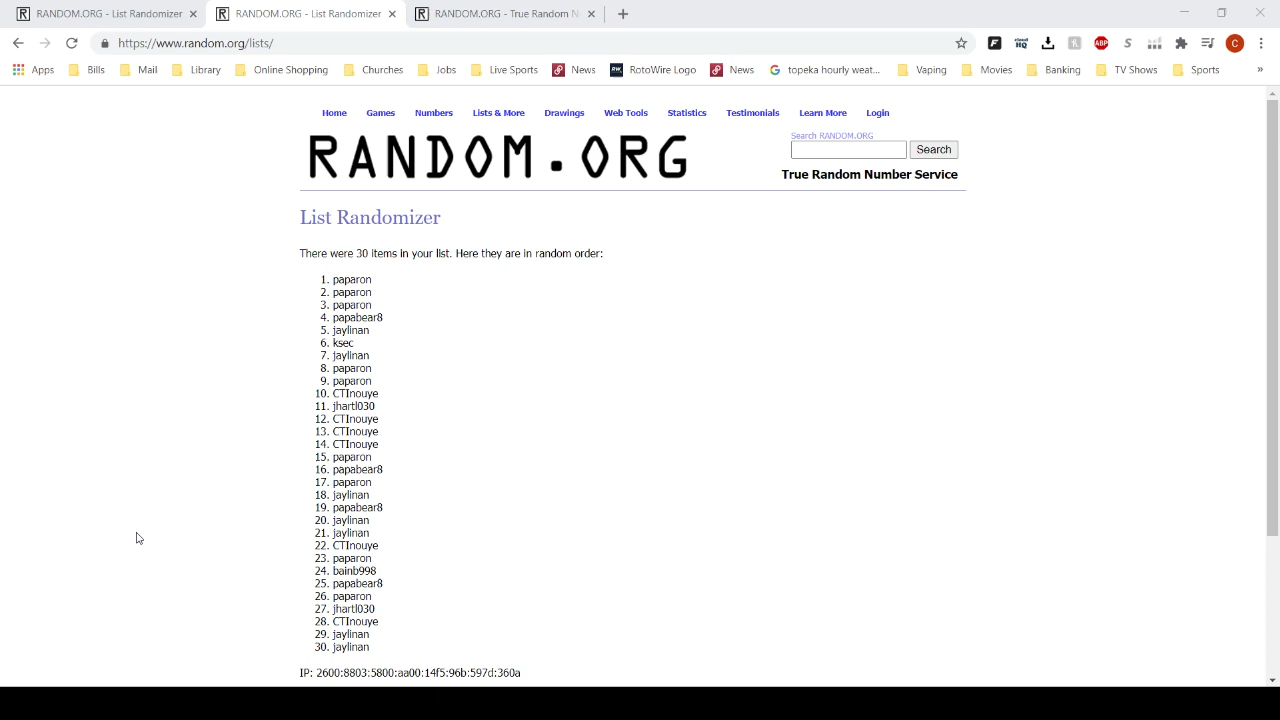 RANDOM.ORG - List Randomizer
RANDOM.ORG - List Randomizer
RANDOM.ORG - True Random N
https://www.random.org/lists/
Apps Bills Mail Library Online Shopping Churches Jobs Live Sports News RotoWire Logo News topeka hourly weat... Vaping Movies Banking TV Shows Sports »
Home Games Numbers Lists & More Drawings Web Tools Statistics Testimonials Learn More Login
RANDOM.ORG
Search RANDOM.ORG
Search
True Random Number Service
List Randomizer
There were 30 items in your list. Here they are in random order:
1. paparon
2. paparon
3. paparon
4. papabear8
5. jaylinan
6. ksec
7. jaylinan
8. paparon
9. paparon
10. CTInouye
11. jhartl030
12. CTInouye
13. CTInouye
14. CTInouye
15. paparon
16. papabear8
17. paparon
18. jaylinan
19. papabear8
20. jaylinan
21. jaylinan
22. CTInouye
23. paparon
24. bainb998
25. papabear8
26. paparon
27. jhartl030
28. CTInouye
29. jaylinan
30. jaylinan
IP: 2600:8803:5800:aa00:14f5:96b:597d:360a